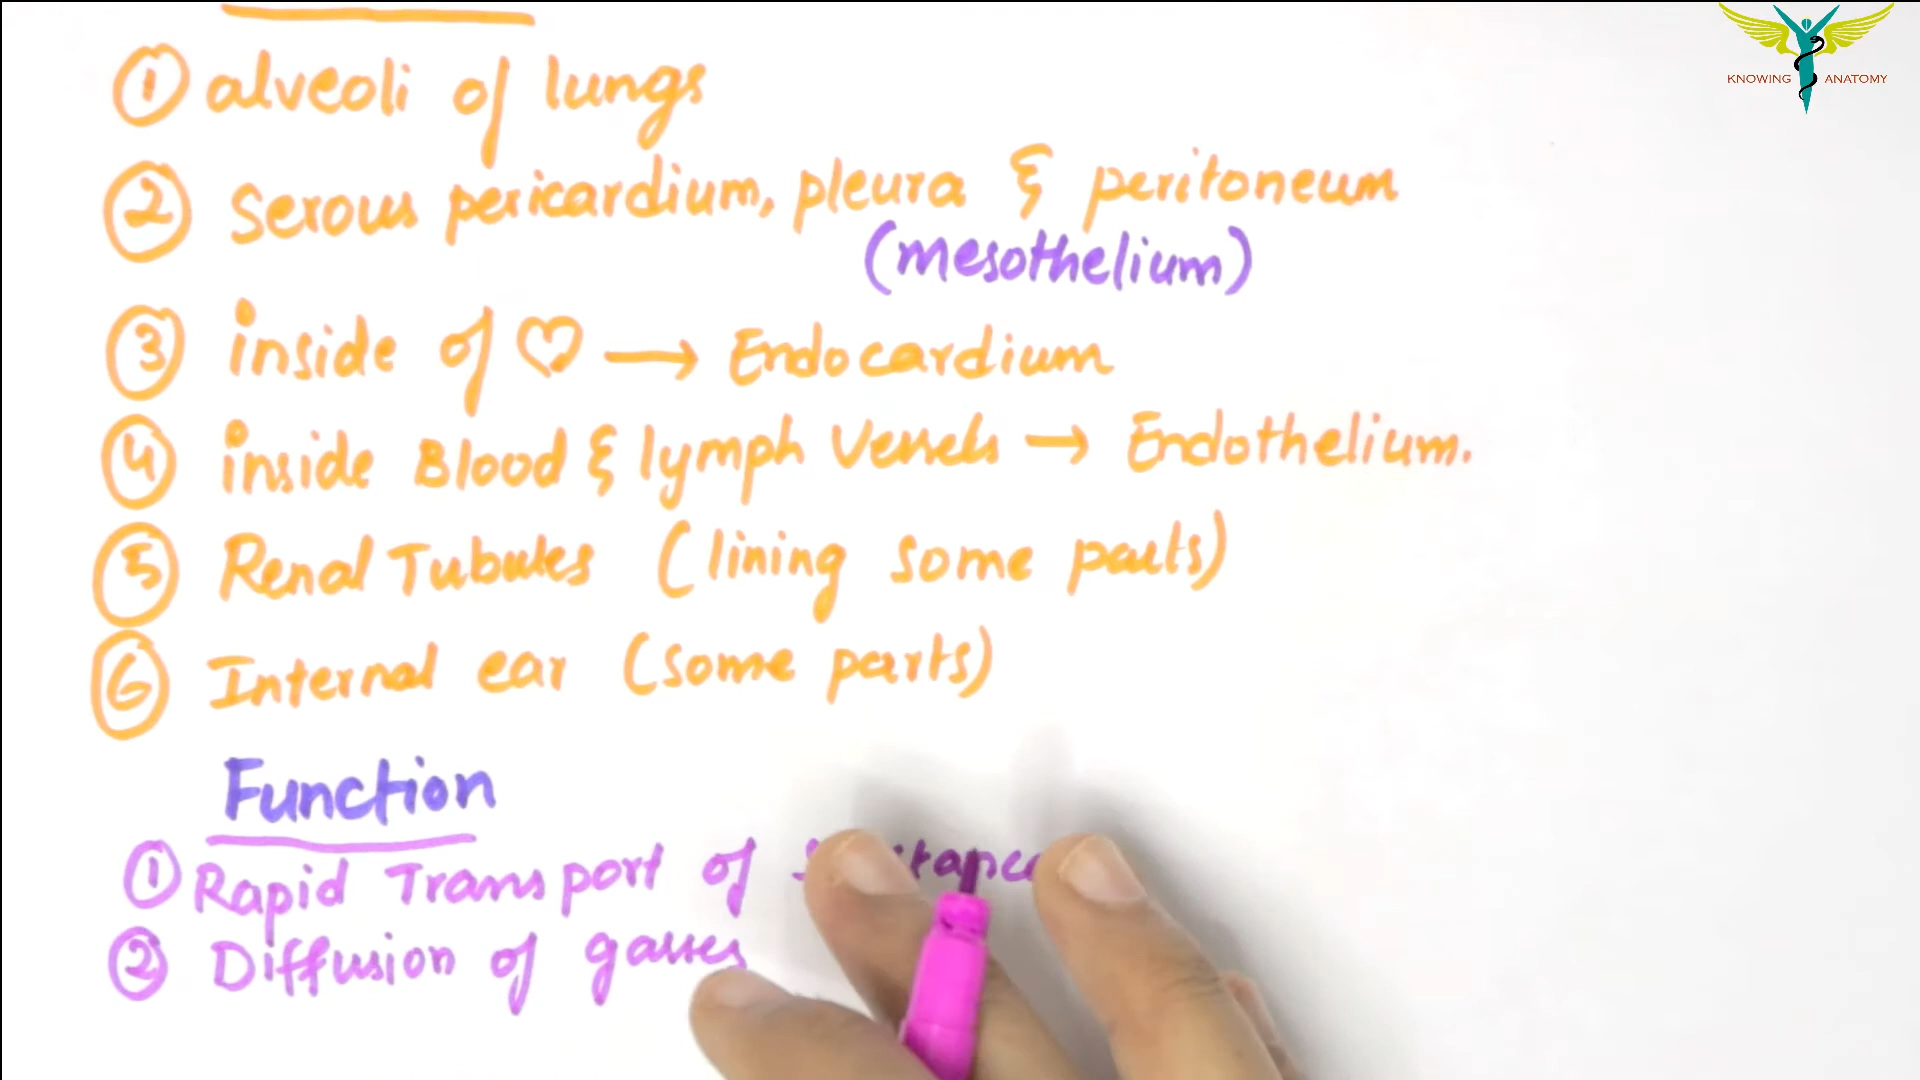 KNOWING ANATOMY
① alveoli of lungs
② Serous pericardium, pleura & peritoneum
(mesothelium)
③ inside of ♡ → Endocardium
④ inside Blood & lymph Vessels → Endothelium.
⑤ Renal Tubules (lining some parts)
⑥ Internal ear (some parts)
Function
① Rapid Transport of
② Diffusion of gasses